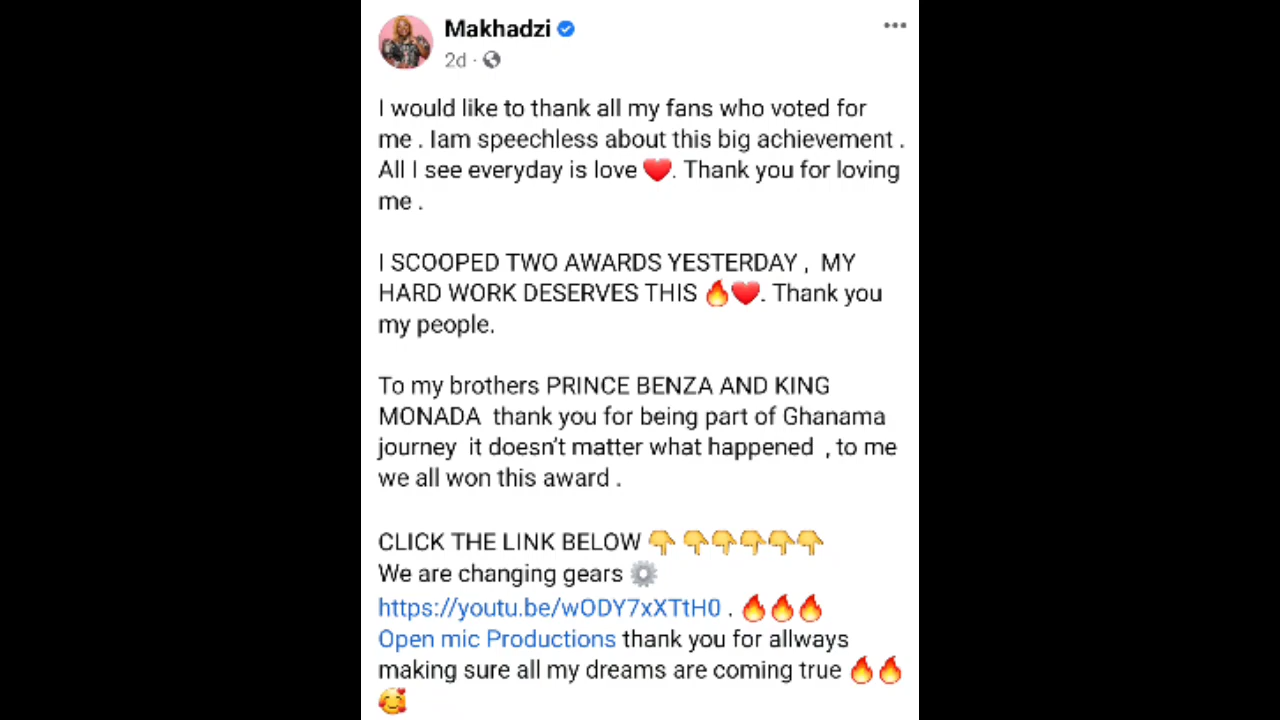 Makhadzi
2d ·
I would like to thank all my fans who voted for
me . Iam speechless about this big achievement .
All I see everyday is love ❤️. Thank you for loving
me .
I SCOOPED TWO AWARDS YESTERDAY , MY
HARD WORK DESERVES THIS 🔥❤️. Thank you
my people.
To my brothers PRINCE BENZA AND KING
MONADA thank you for being part of Ghanama
journey it doesn't matter what happened , to me
we all won this award .
CLICK THE LINK BELOW 👇 👇👇👇👇👇
We are changing gears ⚙️
https://youtu.be/wODY7xXTtH0 . 🔥🔥🔥
Open mic Productions thank you for allways
making sure all my dreams are coming true 🔥🔥
🥰